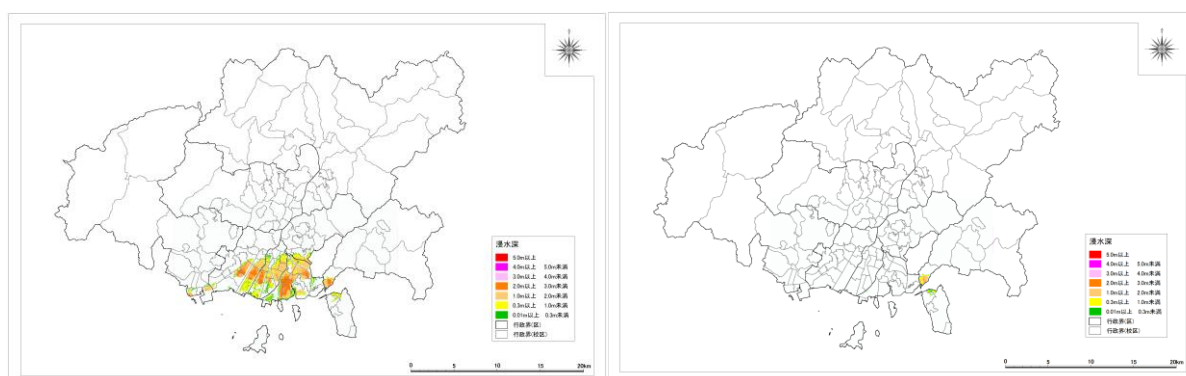 浸水深
5.0m以上
4.0m以上 5.0m未満
3.0m以上 4.0m未満
2.0m以上 3.0m未満
1.0m以上 2.0m未満
0.3m以上 1.0m未満
0.01m以上 0.3m未満
行政界(区)
行政界(校区)
0 5 10 15 20km
浸水深
5.0m以上
4.0m以上 5.0m未満
3.0m以上 4.0m未満
2.0m以上 3.0m未満
1.0m以上 2.0m未満
0.3m以上 1.0m未満
0.01m以上 0.3m未満
行政界(区)
行政界(校区)
0 5 10 15 20km